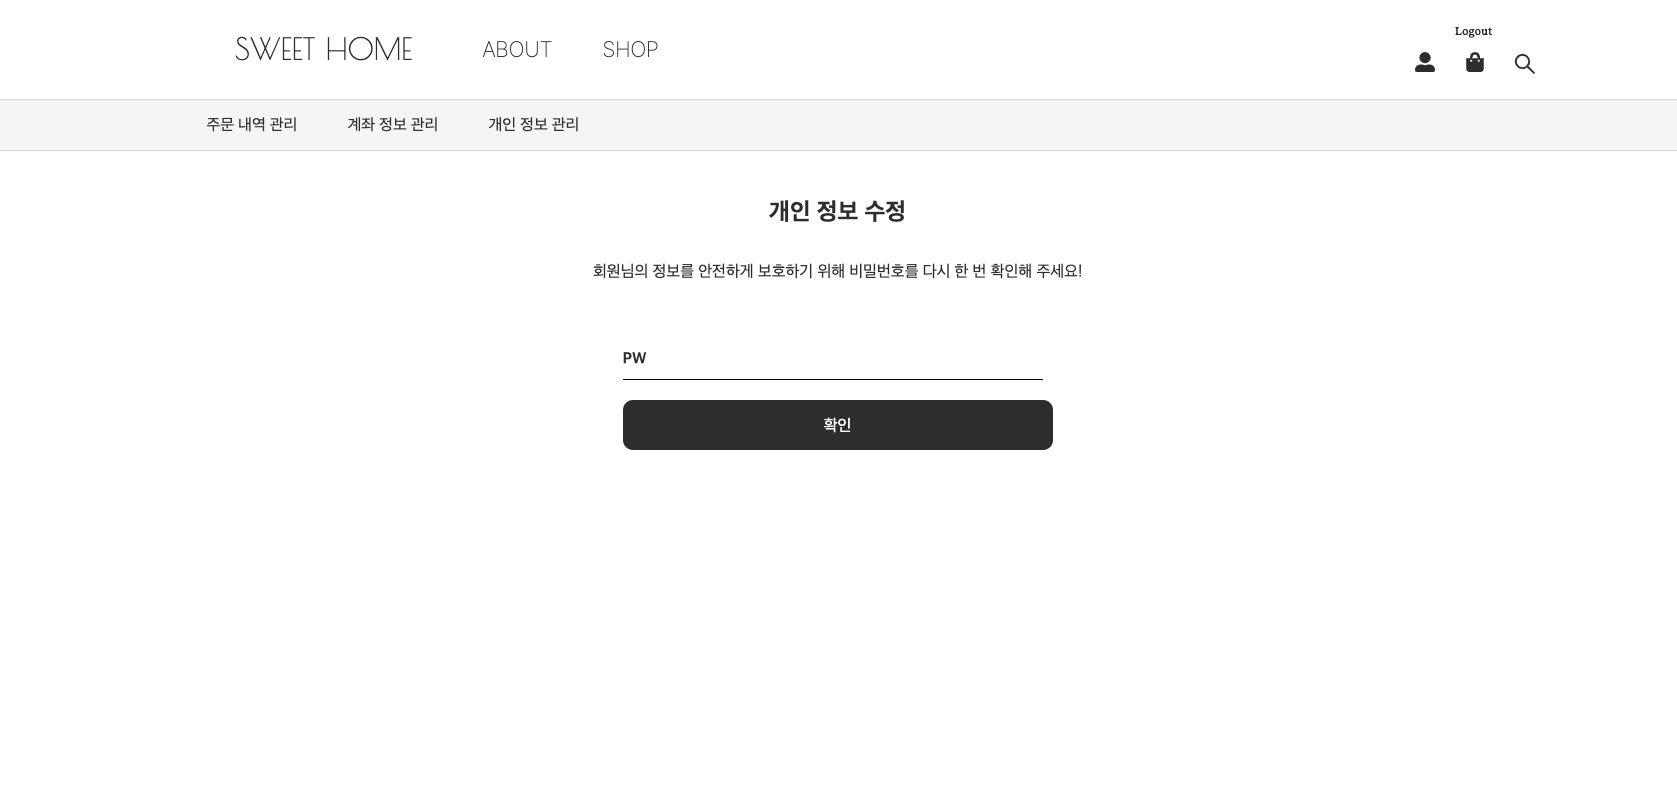 SWEET HOME
ABOUT
SHOP
Logout
주문 내역 관리
계좌 정보 관리
개인 정보 관리
개인 정보 수정
회원님의 정보를 안전하게 보호하기 위해 비밀번호를 다시 한 번 확인해 주세요!
PW
확인